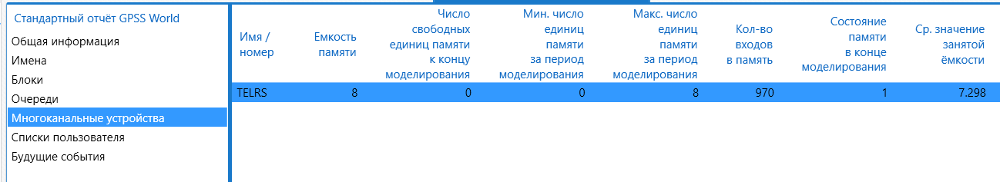 Стандартный отчёт GPSS World
Общая информация
Имена
Блоки
Очереди
Многоканальные устройства
Списки пользователя
Будущие события
Имя /
номер
Емкость
памяти
Число
свободных
единиц памяти
к концу
моделирования
Мин. число
единиц
памяти
за период
моделирования
Макс. число
единиц
памяти
за период
моделирования
Кол-во
входов
в память
Состояние
памяти
в конце
моделирования
Ср. значение
занятой
ёмкости
TELRS 8 0 0 8 970 1 7.298